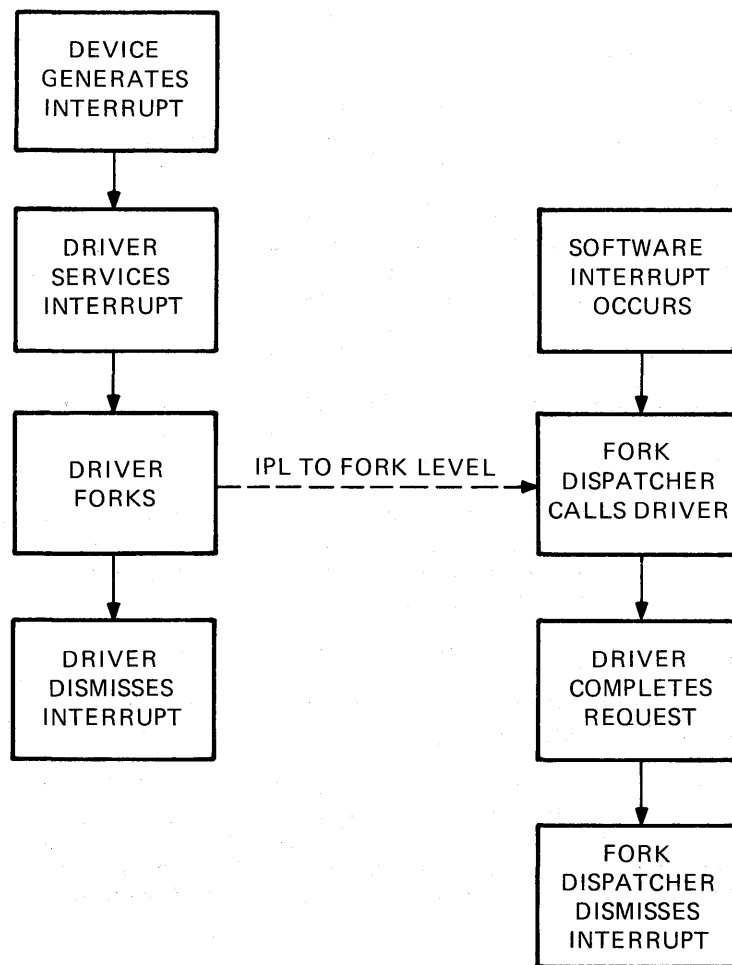 DEVICE
GENERATES
INTERRUPT
DRIVER
SERVICES
INTERRUPT
DRIVER
FORKS
DRIVER
DISMISSES
INTERRUPT
IPL TO FORK LEVEL
SOFTWARE
INTERRUPT
OCCURS
FORK
DISPATCHER
CALLS DRIVER
DRIVER
COMPLETES
REQUEST
FORK
DISPATCHER
DISMISSES
INTERRUPT